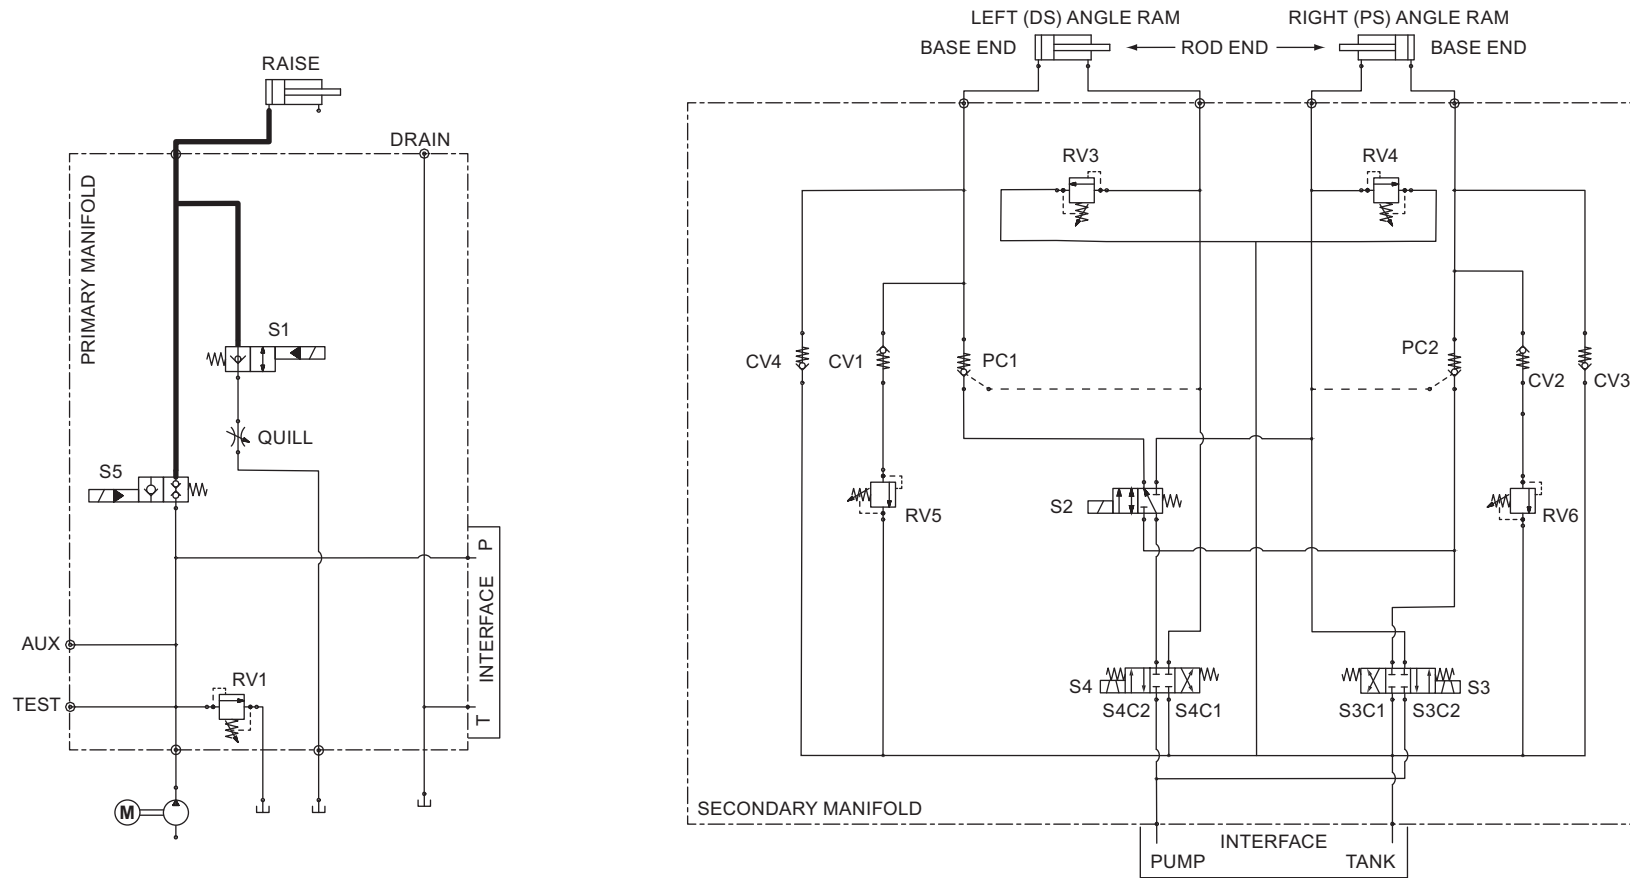 LEFT (DS) ANGLE RAM
RIGHT (PS) ANGLE RAM
BASE END
ROD END
BASE END
RAISE
DRAIN
PRIMARY MANIFOLD
S1
QUILL
S5
P
INTERFACE
T
AUX
TEST
RV1
M
RV3
RV4
CV4
CV1
PC1
PC2
CV2
CV3
S2
RV5
RV6
S4
S3
S4C2
S4C1
S3C1
S3C2
SECONDARY MANIFOLD
INTERFACE
PUMP
TANK